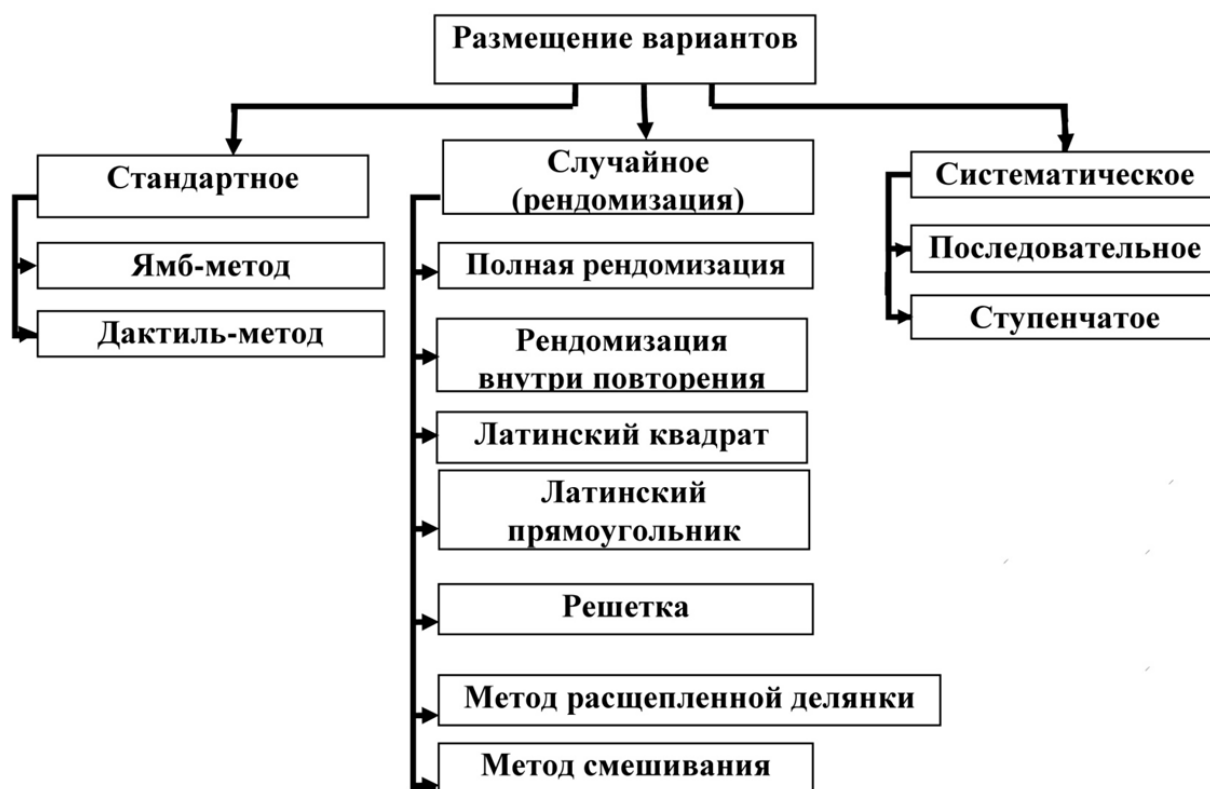 Размещение вариантов
Стандартное
Ямб-метод
Дактиль-метод
Случайное
(рендомизация)
Полная рендомизация
Рендомизация
внутри повторения
Латинский квадрат
Латинский
прямоугольник
Решетка
Метод расщепленной делянки
Метод смешивания
Систематическое
Последовательное
Ступенчатое